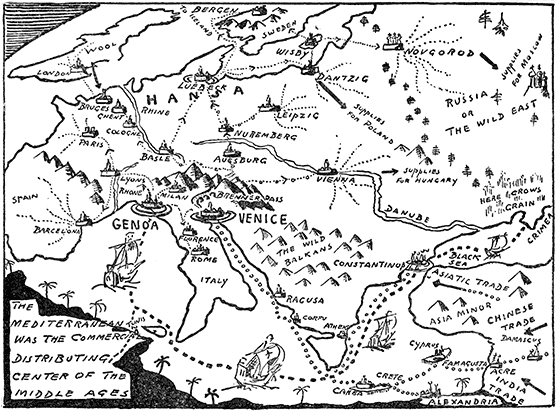 BERGEN
TO ICELAND
SWEDEN
WOOL
WISBY
NOVGOROD
LONDON
LUEBECK
DANTZIG
SUPPLIES
FOR MOSCOW
HANSA
BRUGES
GHENT
RHINE
COLOGNE
LEIPZIG
SUPPLIES
FOR POLAND
RUSSIA
OR
THE WILD EAST
PARIS
BASLE
NUREMBERG
AUGSBURG
VIENNA
SUPPLIES
FOR HUNGARY
LYONS
RHONE
MILAN
BRENNER PASS
HERE GROWS
GRAIN
SPAIN
BARCELONA
GENOA
VENICE
DANUBE
CRIMEA
FLORENCE
ROME
THE WILD
BALKANS
CONSTANTINOPLE
BLACK
SEA
ITALY
RAGUSA
ASIATIC TRADE
ASIA MINOR
CHINESE
TRADE
CORFU
ATHENS
DAMASCUS
CYPRUS
FAMAGUSTA
ACRE
CRETE
CANEA
INDIA
TRADE
ALEXANDRIA
THE
MEDITERRANEAN
WAS THE COMMERCIAL
DISTRIBUTING
CENTER OF THE
MIDDLE AGES